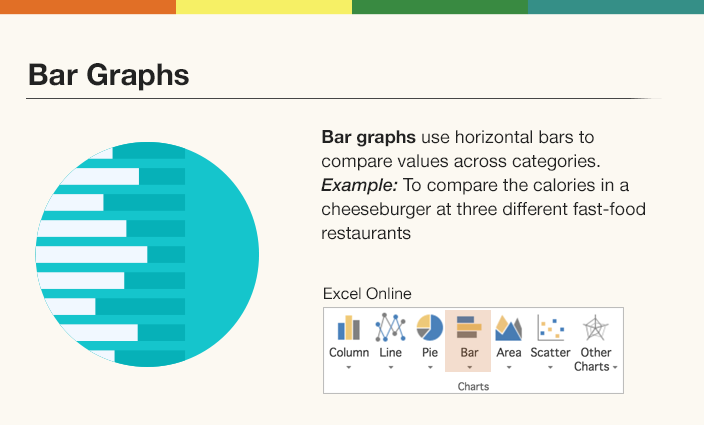 Bar Graphs
Bar graphs use horizontal bars to
compare values across categories.
Example: To compare the calories in a
cheeseburger at three different fast-food
restaurants
Excel Online
Column Line Pie Bar Area Scatter Other
Charts
Charts